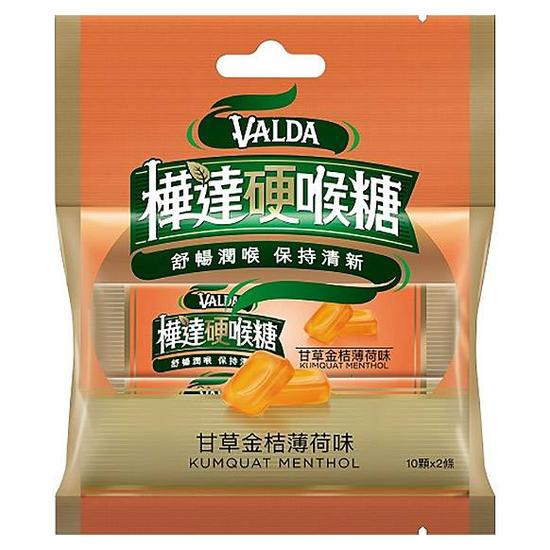 VALDA
樺達硬喉糖
舒暢潤喉 保持清新
VALDA
樺達硬喉糖
舒暢潤喉 保持清
甘草金桔薄荷味
KUMQUAT MENTHOL
甘草金桔薄荷味
KUMQUAT MENTHOL
10顆x2條